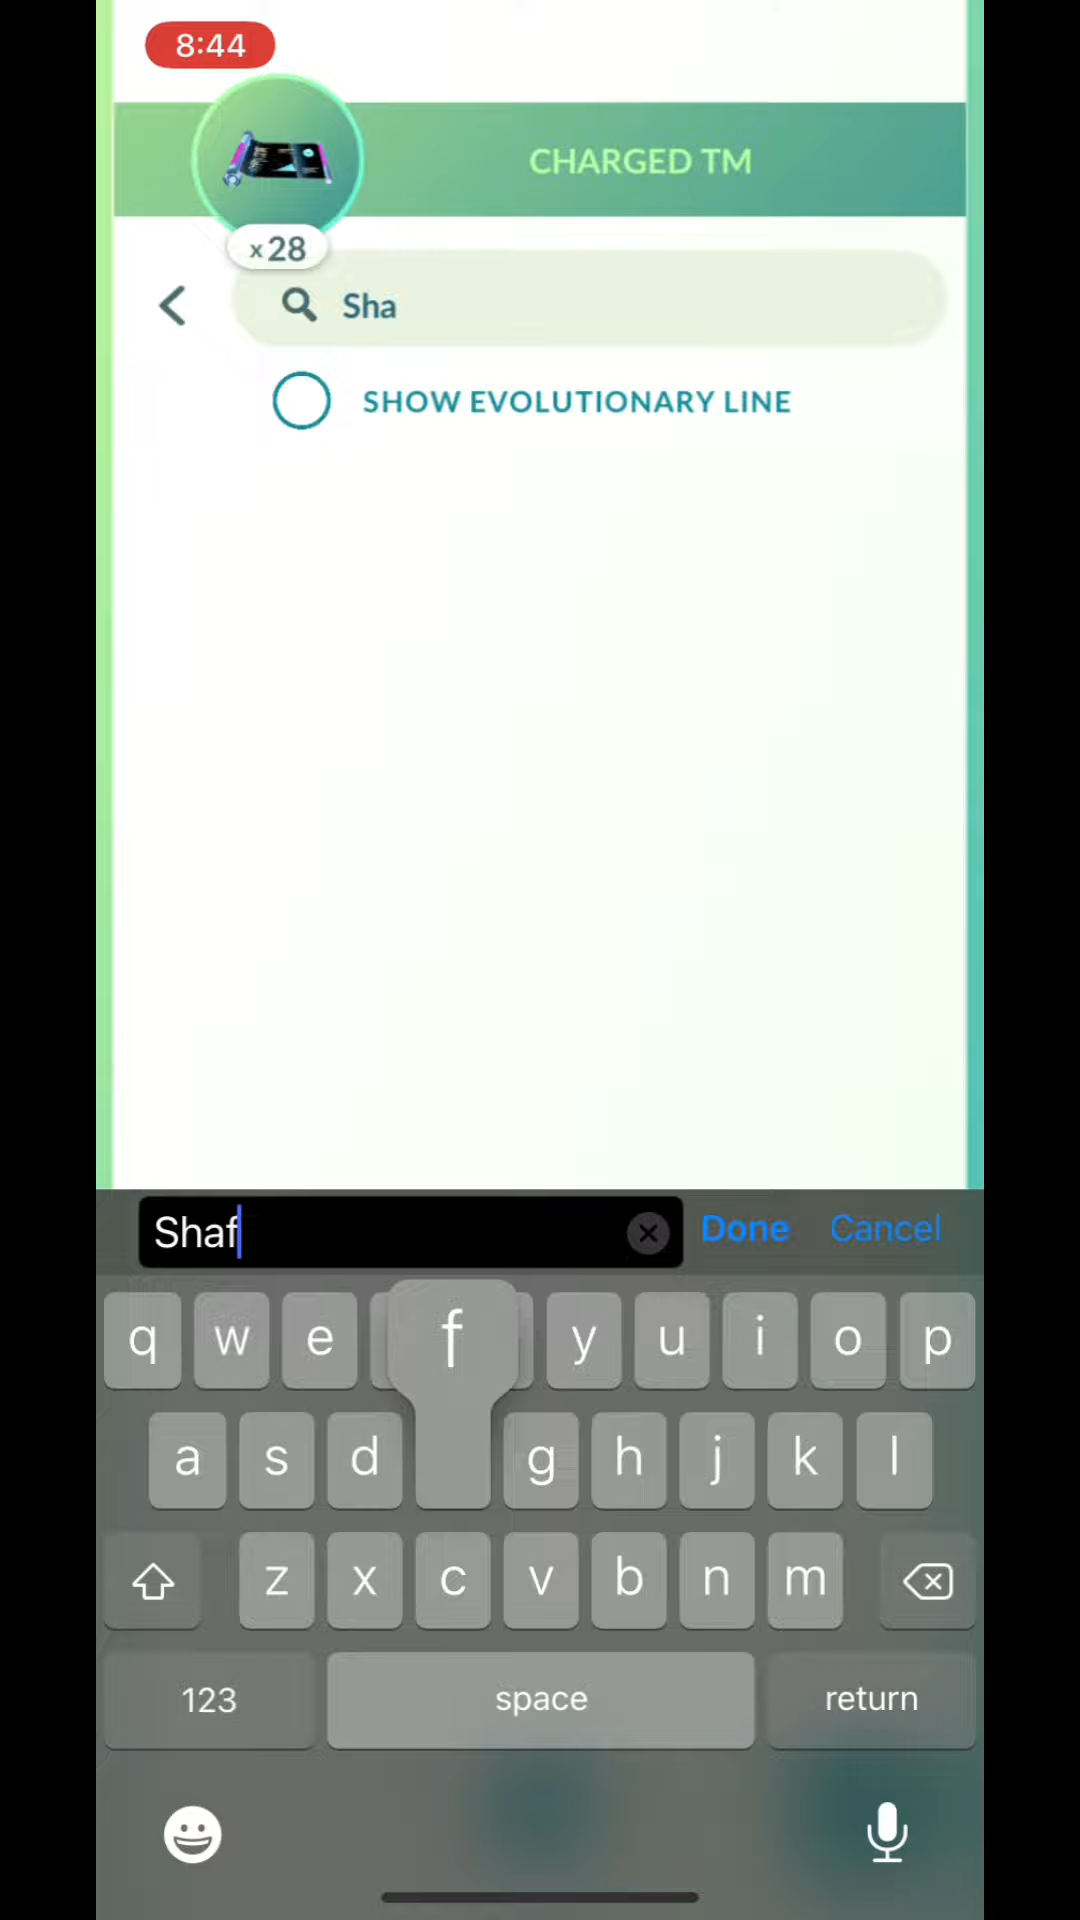 8:44
CHARGED TM
x28
Sha
SHOW EVOLUTIONARY LINE
Shaf
Done Cancel
q w e f y u i o p
a s d g h j k l
z x c v b n m
123 space return